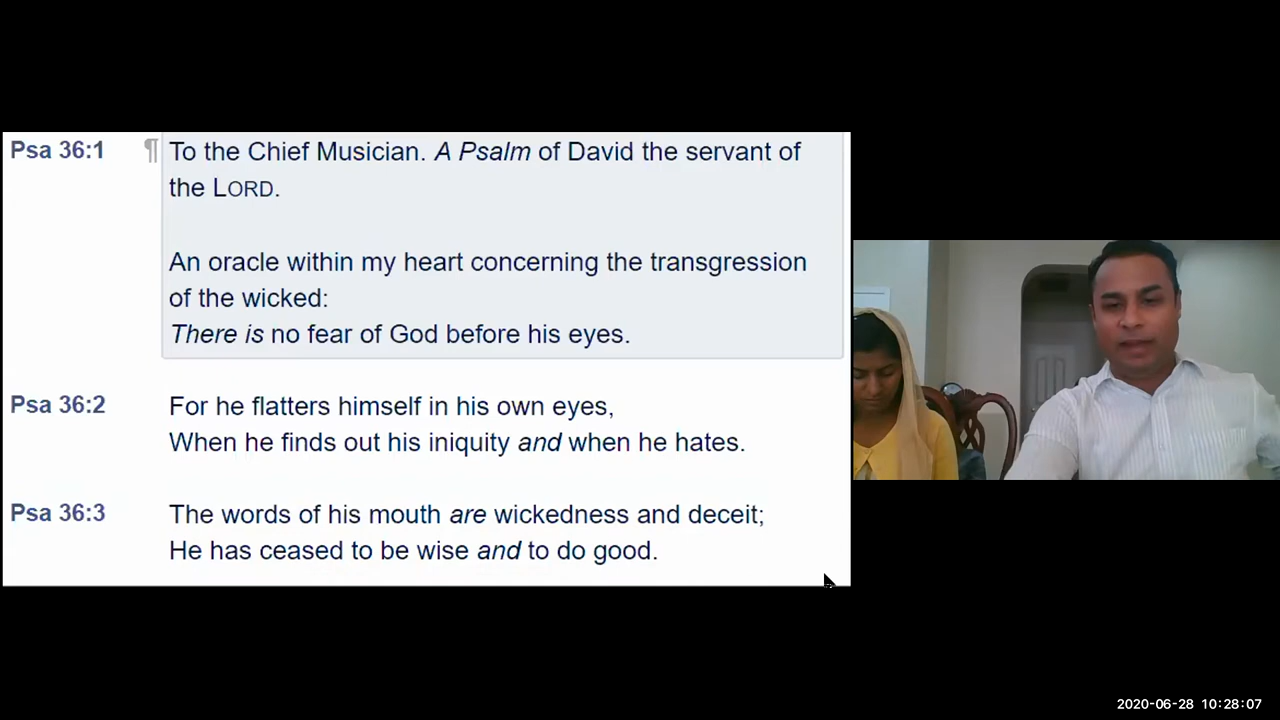 Psa 36:1 ¶ To the Chief Musician. A Psalm of David the servant of
the LORD.
An oracle within my heart concerning the transgression
of the wicked:
There is no fear of God before his eyes.
Psa 36:2 For he flatters himself in his own eyes,
When he finds out his iniquity and when he hates.
Psa 36:3 The words of his mouth are wickedness and deceit;
He has ceased to be wise and to do good.
2020-06-28 10:28:07